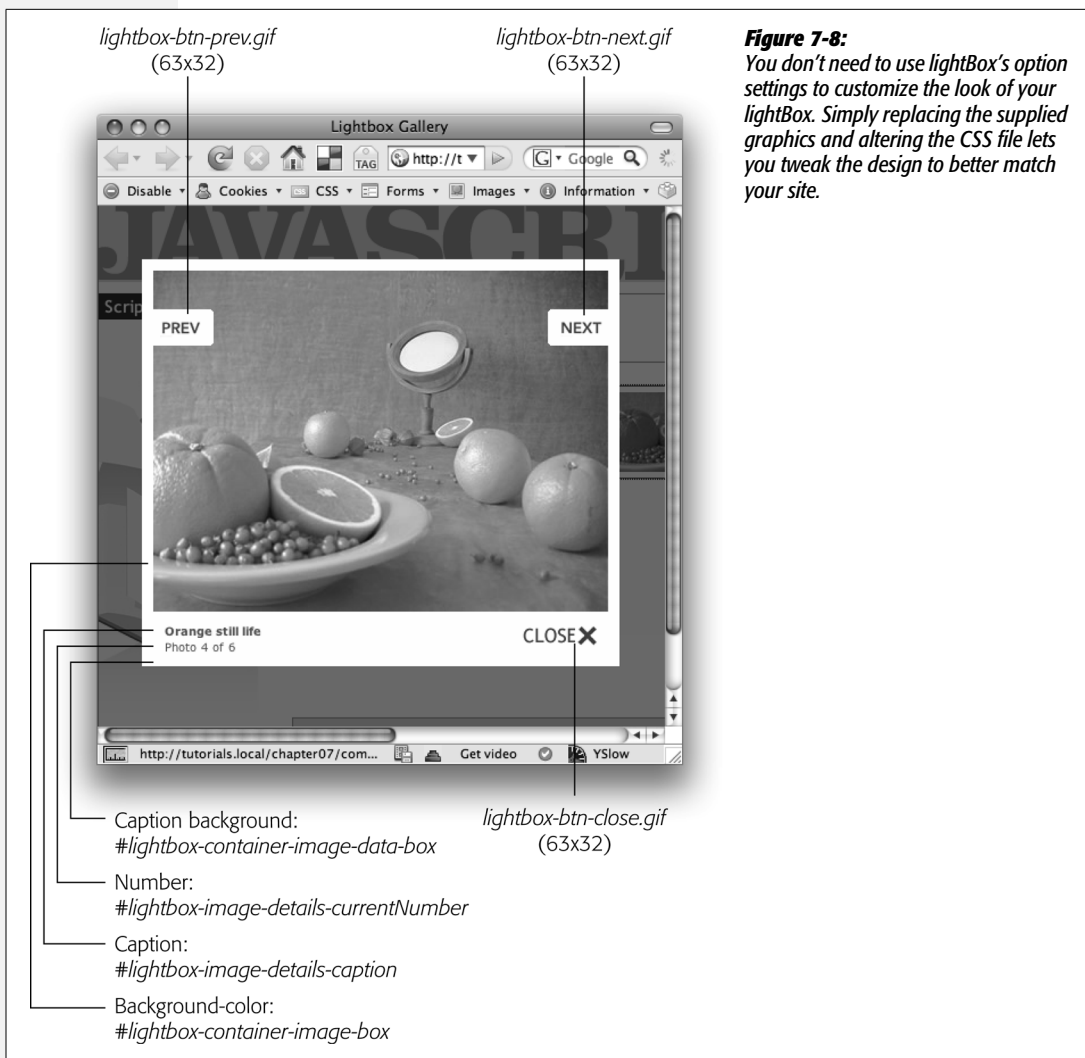 lightbox-btn-prev.gif
(63x32)
lightbox-btn-next.gif
(63x32)
Figure 7-8:
You don't need to use lightBox's option
settings to customize the look of your
lightBox. Simply replacing the supplied
graphics and altering the CSS file lets
you tweak the design to better match
your site.
Lightbox Gallery
TAG
http://t
G
Google
Disable
Cookies
CSS
Forms
Images
Information
JAVASCRI
Scrip
PREV
NEXT
Orange still life
Photo 4 of 6
CLOSE
http://tutorials.local/chapter07/com...
Get video
YSlow
lightbox-btn-close.gif
(63x32)
Caption background:
#lightbox-container-image-data-box
Number:
#lightbox-image-details-currentNumber
Caption:
#lightbox-image-details-caption
Background-color:
#lightbox-container-image-box